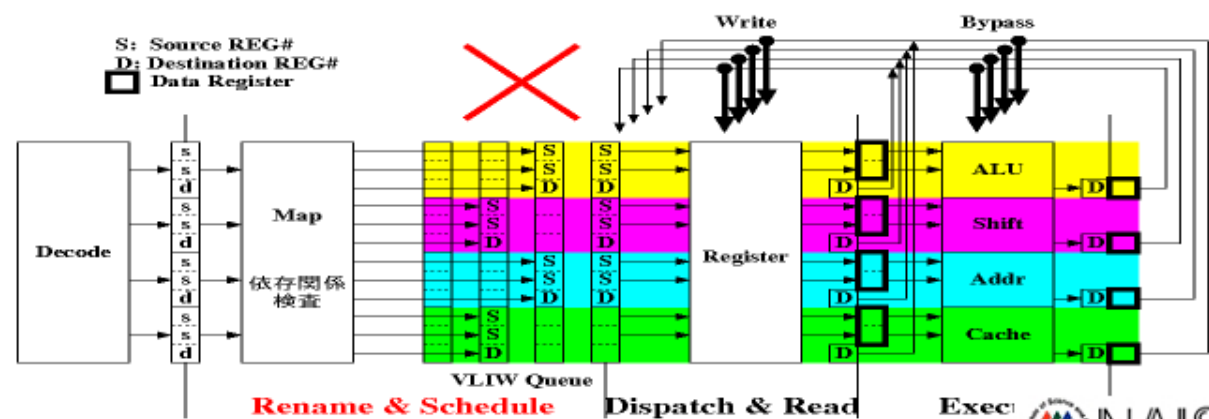 Write
Bypass
S: Source REG#
D: Destination REG#
Data Register
Decode
s
s
d
s
s
d
s
s
d
s
s
d
Map
依存関係
検査
S
S
D
S
S
D
S
S
D
S
S
D
S
S
D
S
S
D
Register
D
D
D
D
ALU
Shift
Addr
Cache
D
D
D
D
VLIW Queue
Rename & Schedule
Dispatch & Read
Exec